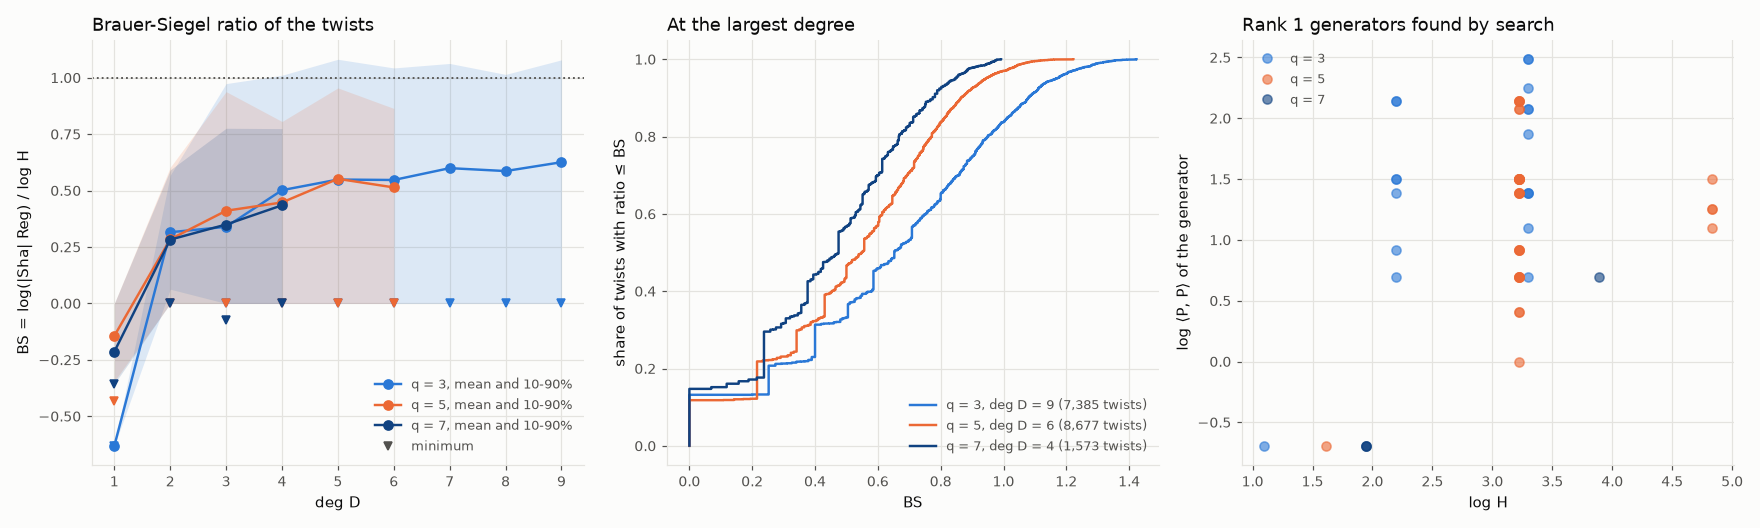 Brauer-Siegel ratio of the twists
BS = log(|Sha| Reg) / log H
1.00
0.75
0.50
0.25
0.00
−0.25
−0.50
q = 3, mean and 10-90%
q = 5, mean and 10-90%
q = 7, mean and 10-90%
minimum
1 2 3 4 5 6 7 8 9
deg D
At the largest degree
share of twists with ratio ≤ BS
1.0
0.8
0.6
0.4
0.2
0.0
q = 3, deg D = 9 (7,385 twists)
q = 5, deg D = 6 (8,677 twists)
q = 7, deg D = 4 (1,573 twists)
0.0 0.2 0.4 0.6 0.8 1.0 1.2 1.4
BS
Rank 1 generators found by search
log ⟨P, P⟩ of the generator
2.5
2.0
1.5
1.0
0.5
0.0
−0.5
q = 3
q = 5
q = 7
1.0 1.5 2.0 2.5 3.0 3.5 4.0 4.5 5.0
log H